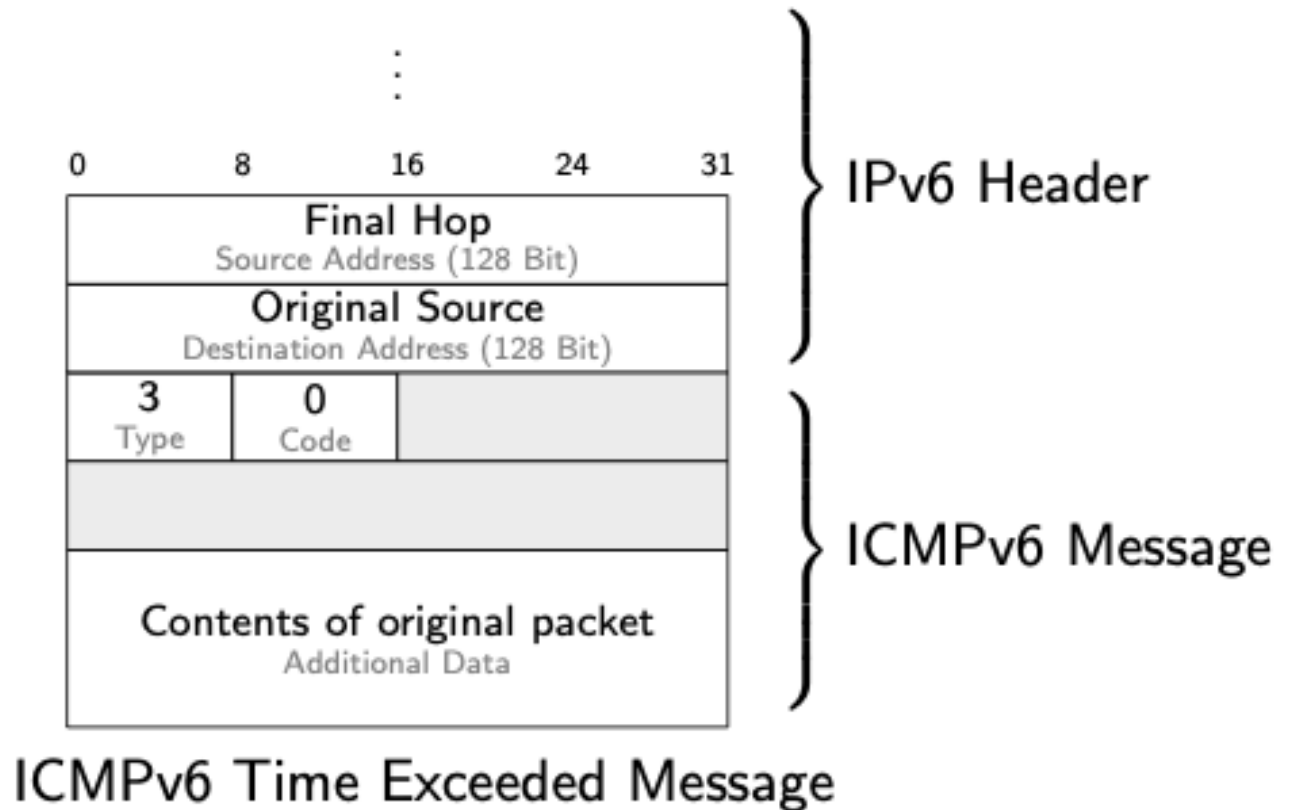 0 8 16 24 31
IPv6 Header
Final Hop
Source Address (128 Bit)
Original Source
Destination Address (128 Bit)
3 0
Type Code
ICMPv6 Message
Contents of original packet
Additional Data
ICMPv6 Time Exceeded Message